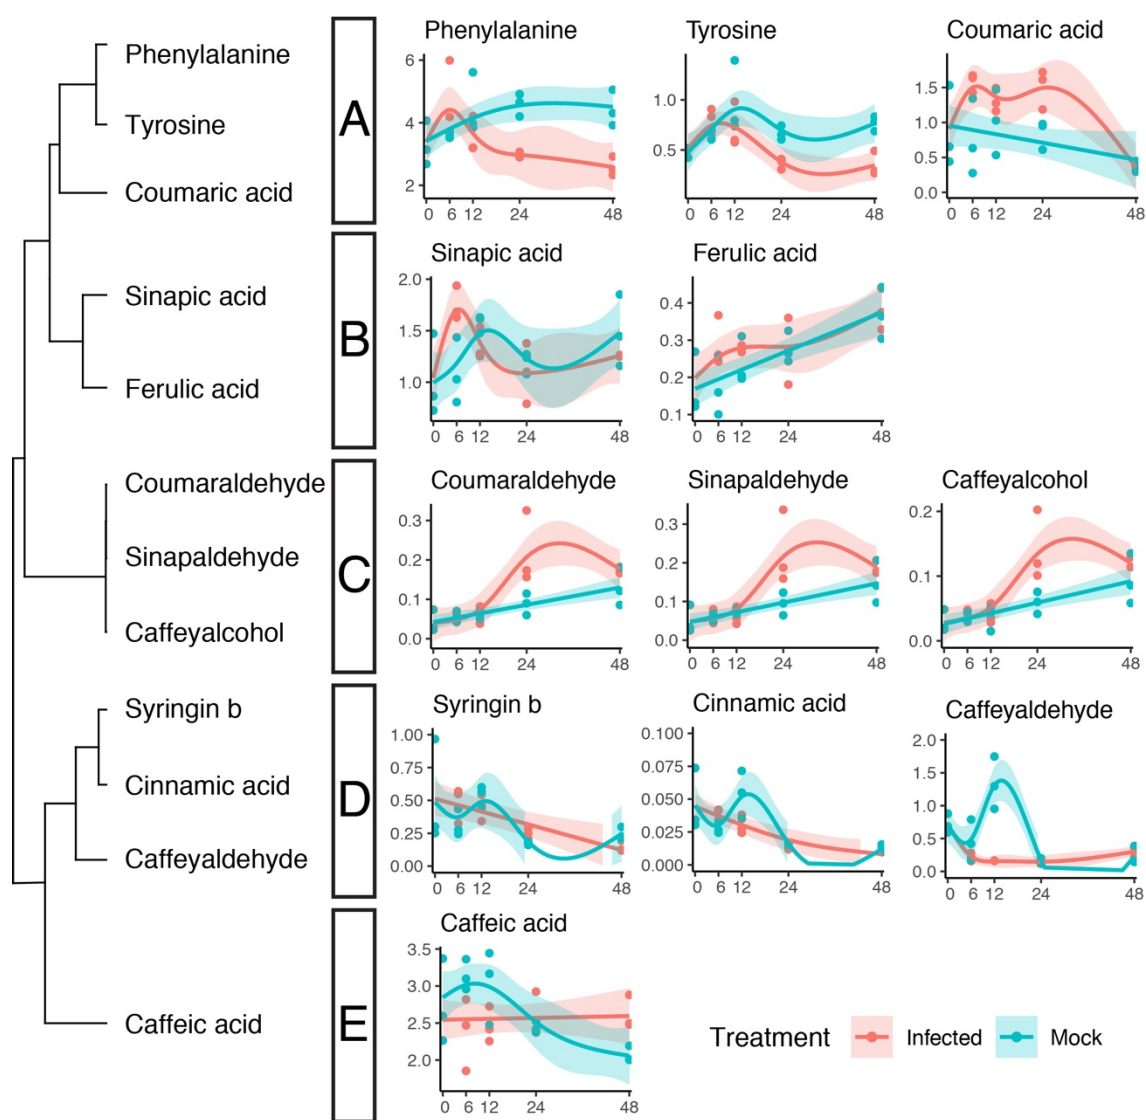 Phenylalanine
Tyrosine
Coumaric acid
Sinapic acid
Ferulic acid
Coumaraldehyde
Sinapaldehyde
Caffeyalcohol
Syringin b
Cinnamic acid
Caffeyaldehyde
Caffeic acid
A
Phenylalanine
6
4
2
0 6 12 24 48
Tyrosine
1.0
0.5
0 6 12 24 48
Coumaric acid
1.5
1.0
0.5
0.0
0 6 12 24 48
B
Sinapic acid
2.0
1.5
1.0
0 6 12 24 48
Ferulic acid
0.4
0.3
0.2
0.1
0 6 12 24 48
C
Coumaraldehyde
0.3
0.2
0.1
0.0
0 6 12 24 48
Sinapaldehyde
0.3
0.2
0.1
0.0
0 6 12 24 48
Caffeyalcohol
0.2
0.1
0.0
0 6 12 24 48
D
Syringin b
1.00
0.75
0.50
0.25
0.00
0 6 12 24 48
Cinnamic acid
0.100
0.075
0.050
0.025
0.000
0 6 12 24 48
Caffeyaldehyde
2.0
1.5
1.0
0.5
0.0
0 6 12 24 48
E
Caffeic acid
3.5
3.0
2.5
2.0
0 6 12 24 48
Treatment Infected Mock